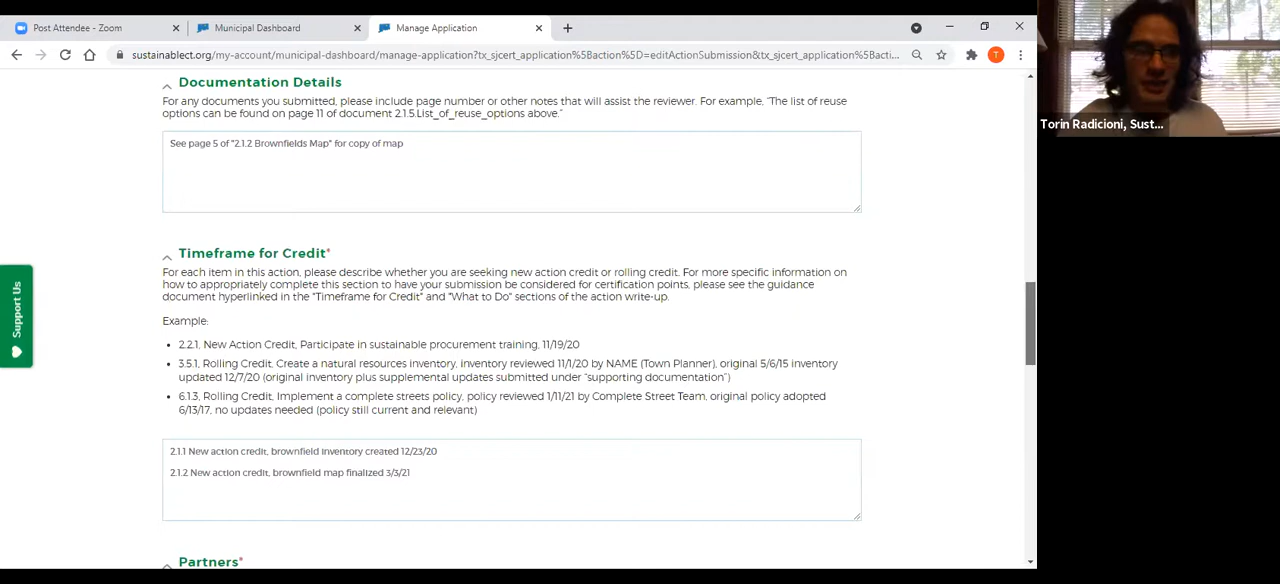 Post Attendee - Zoom
Municipal Dashboard
Manage Application
sustainablect.org/my-account/municipal-dashboard/manage-application?tx_sjcert_application%5Baction%5D=editActionSubmission&tx_sjcert_application%5Bacti...
T
Torin Radicioni, Sust...
Documentation Details
For any documents you submitted, please include page number or other notes that will assist the reviewer. For example. "The list of reuse
options can be found on page 11 of document 2.1.5.List_of_reuse_options above.
See page 5 of "2.1.2 Brownfields Map" for copy of map
Timeframe for Credit*
For each item in this action, please describe whether you are seeking new action credit or rolling credit. For more specific information on
how to appropriately complete this section to have your submission be considered for certification points, please see the guidance
document hyperlinked in the "Timeframe for Credit" and "What to Do" sections of the action write-up.
Support Us
Example:
2.2.1, New Action Credit, Participate in sustainable procurement training, 11/19/20
3.5.1, Rolling Credit, Create a natural resources inventory, inventory reviewed 11/1/20 by NAME (Town Planner), original 5/6/15 inventory
updated 12/7/20 (original inventory plus supplemental updates submitted under "supporting documentation")
6.1.3, Rolling Credit, Implement a complete streets policy, policy reviewed 1/11/21 by Complete Street Team, original policy adopted
6/13/17, no updates needed (policy still current and relevant)
2.1.1 New action credit, brownfield inventory created 12/23/20
2.1.2 New action credit, brownfield map finalized 3/3/21
Partners*